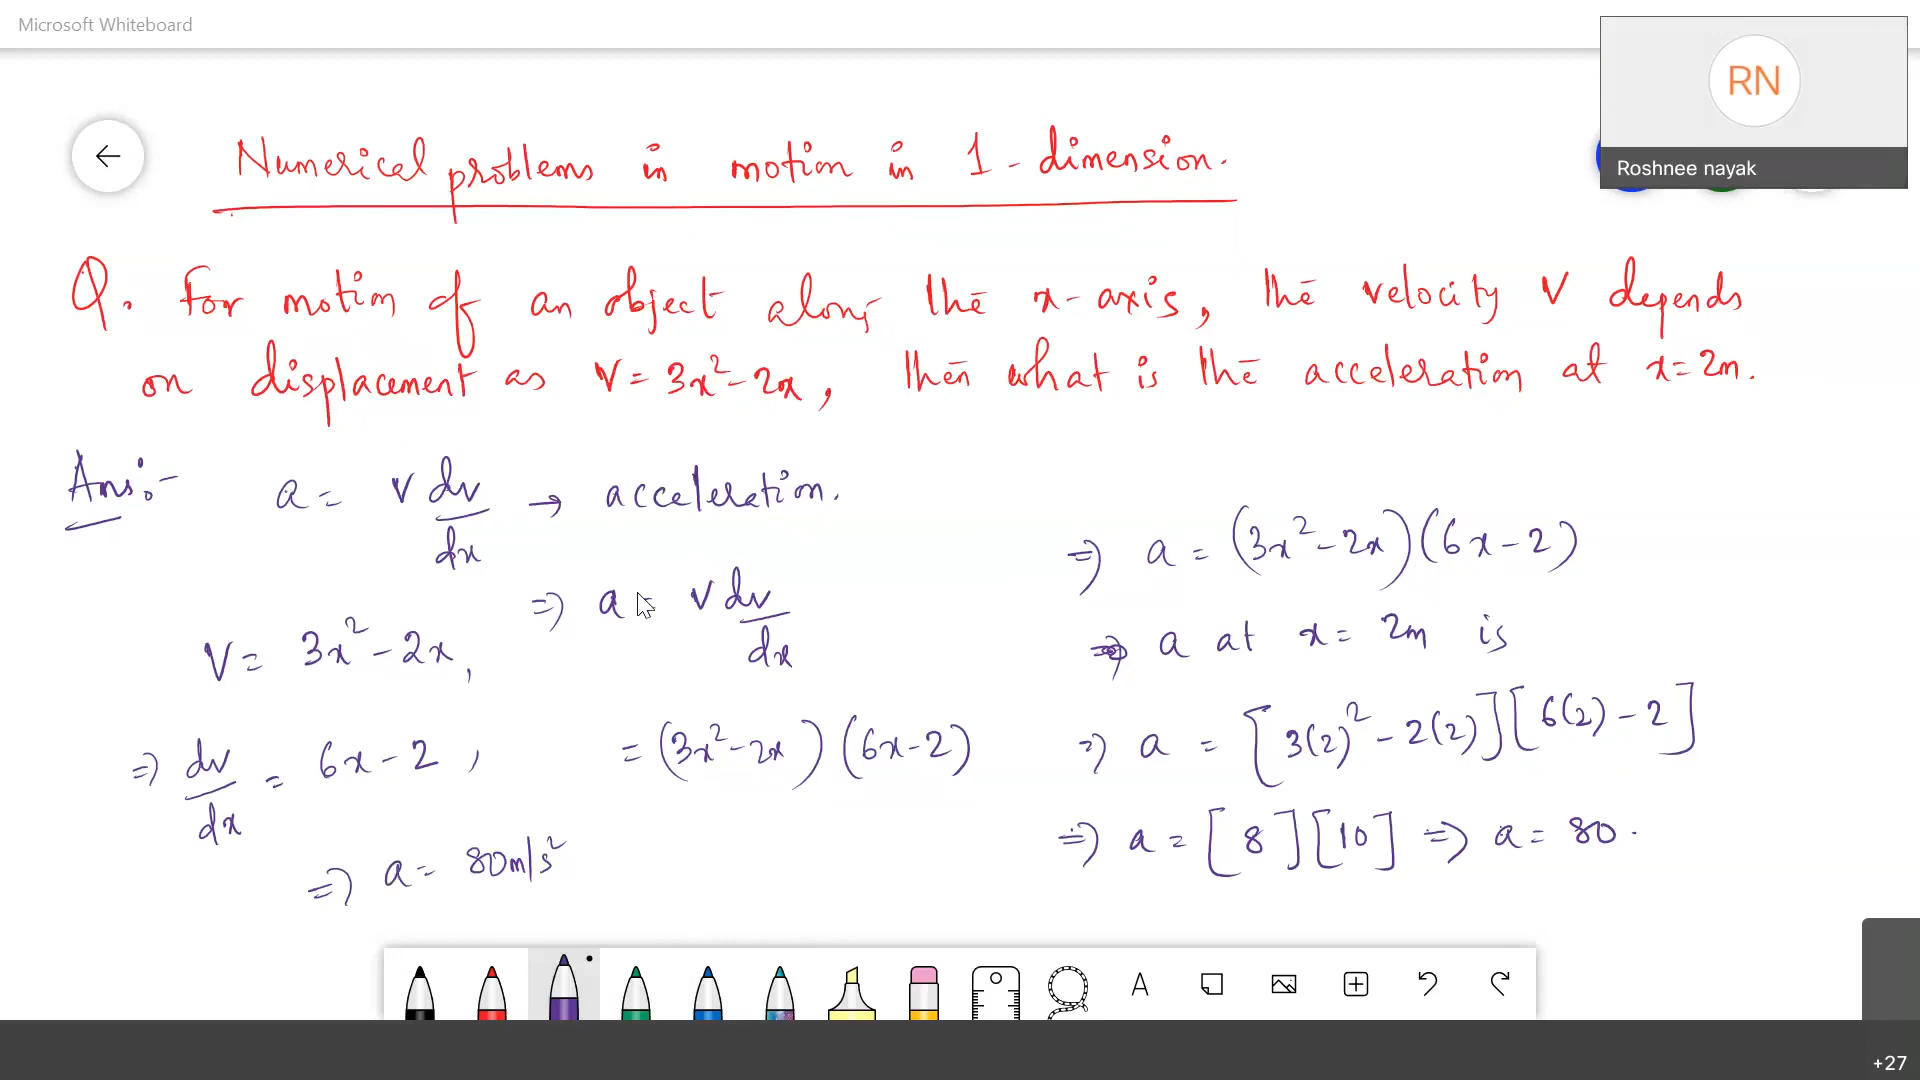 Microsoft Whiteboard
RN
Roshnee nayak
Numerical problems in motion in 1-dimension.
Q. For motion of an object along the x-axis, the velocity v depends
on displacement as v = 3x² - 2x, then what is the acceleration at x = 2m.
Ans:- a = v dv/dx → acceleration.
⇒ a = v dv/dx
v = 3x² - 2x,
⇒ dv/dx = 6x - 2, = (3x² - 2x)(6x - 2)
⇒ a = 80m/s²
⇒ a = (3x² - 2x)(6x - 2)
⇒ a at x = 2m is
⇒ a = [3(2)² - 2(2)][6(2) - 2]
⇒ a = [8][10] ⇒ a = 80.
A
+27